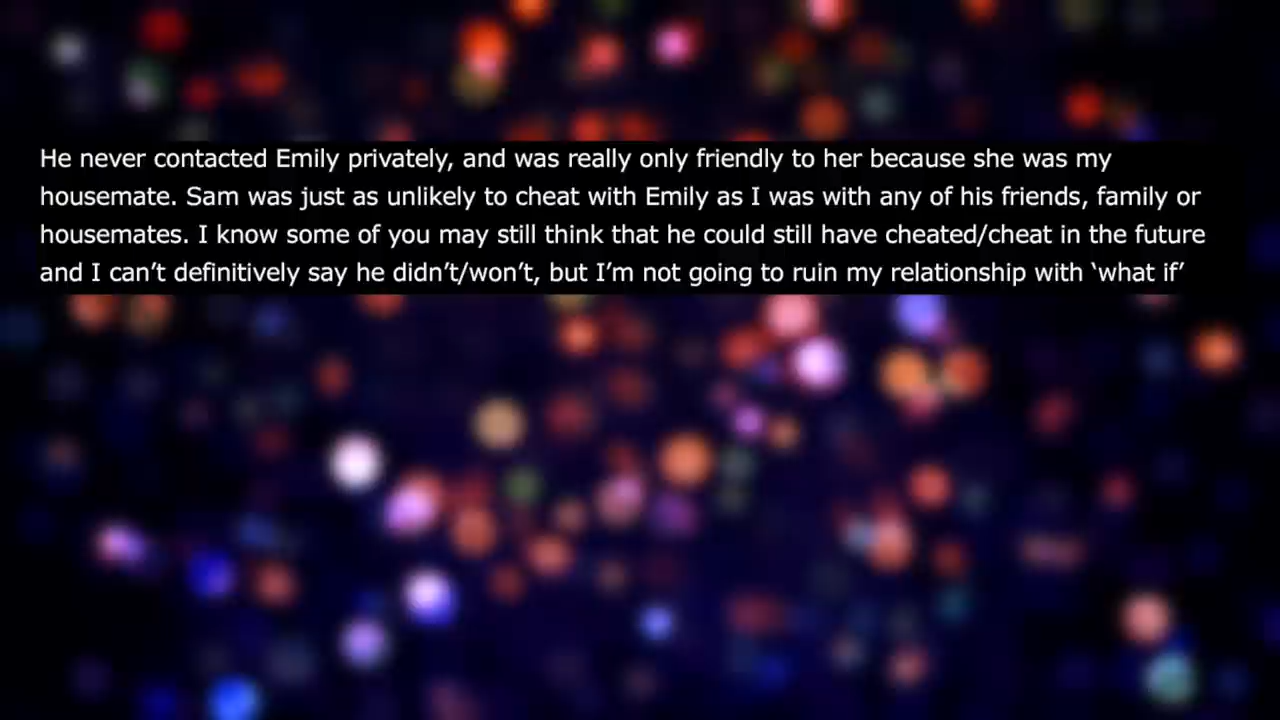 He never contacted Emily privately, and was really only friendly to her because she was my
housemate. Sam was just as unlikely to cheat with Emily as I was with any of his friends, family or
housemates. I know some of you may still think that he could still have cheated/cheat in the future
and I can’t definitively say he didn’t/won’t, but I’m not going to ruin my relationship with ‘what if’